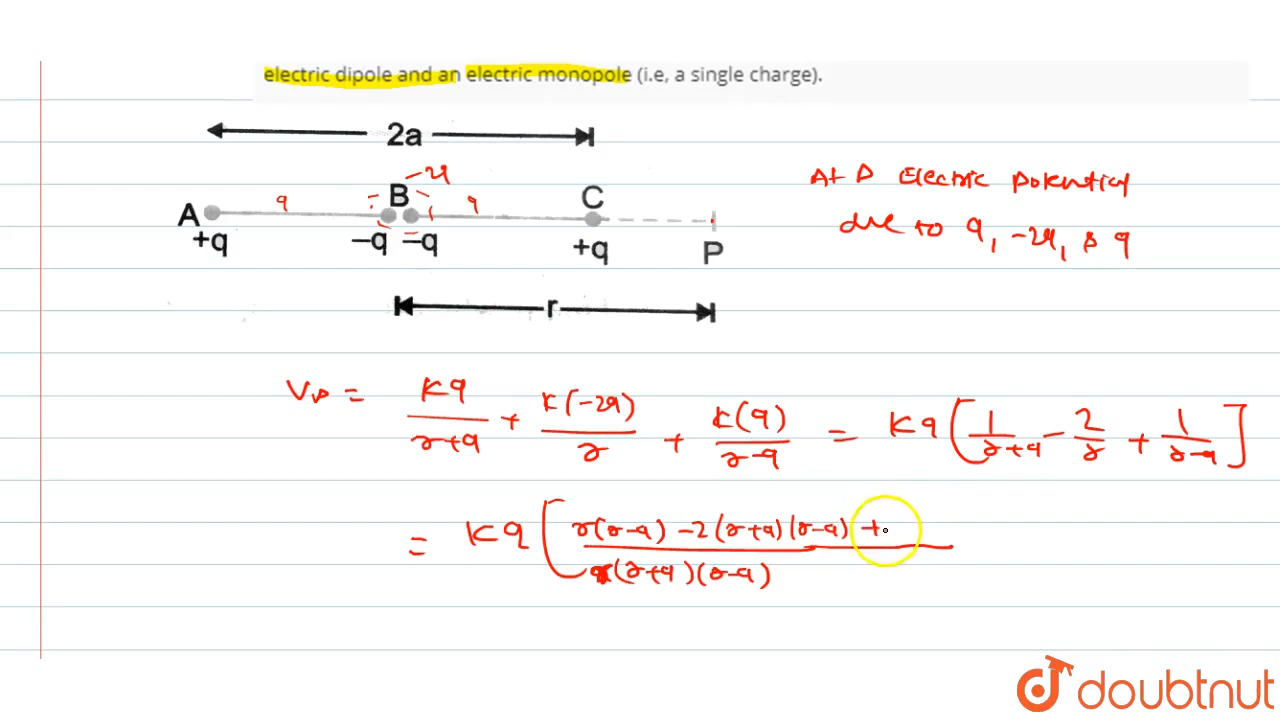 electric dipole and an electric monopole (i.e, a single charge).
2a
-2q
a B a C
A
+q –q –q +q P
r
At P Electric Potential
due to q, -2q, & q
Vp = Kq/r+a + K(-2q)/r + K(q)/r-a = Kq [1/r+a - 2/r + 1/r-a]
= Kq [r(r-a) -2(r+a)(r-a) + / r(r+a)(r-a)
doubtnut